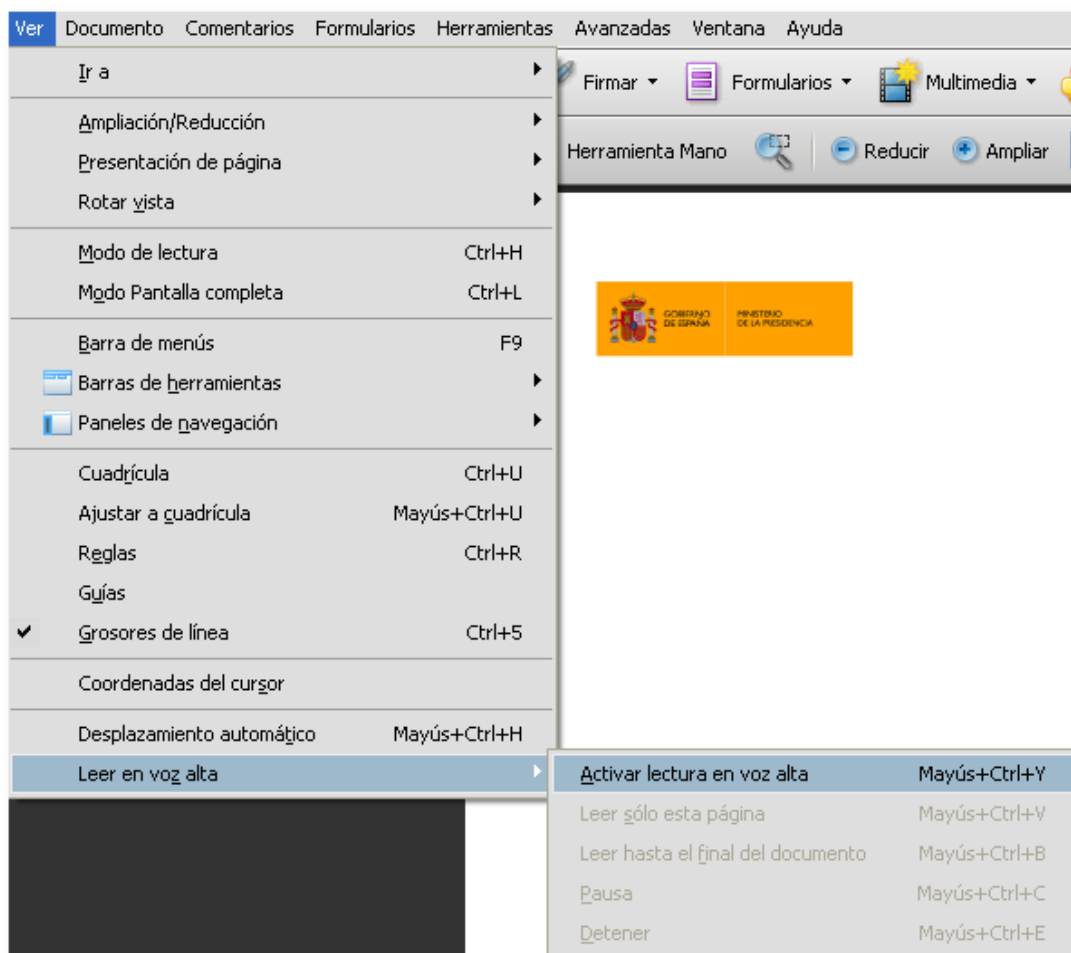 Ver Documento Comentarios Formularios Herramientas Avanzadas Ventana Ayuda
Firmar Formularios Multimedia
Herramienta Mano Reducir Ampliar
Ir a
Ampliación/Reducción
Presentación de página
Rotar vista
Modo de lectura Ctrl+H
Modo Pantalla completa Ctrl+L
Barra de menús F9
Barras de herramientas
Paneles de navegación
Cuadrícula Ctrl+U
Ajustar a cuadrícula Mayús+Ctrl+U
Reglas Ctrl+R
Guías
Grosores de línea Ctrl+5
Coordenadas del cursor
Desplazamiento automático Mayús+Ctrl+H
Leer en voz alta
GOBIERNO
DE ESPAÑA
MINISTERIO
DE LA PRESIDENCIA
Activar lectura en voz alta Mayús+Ctrl+Y
Leer sólo esta página Mayús+Ctrl+V
Leer hasta el final del documento Mayús+Ctrl+B
Pausa Mayús+Ctrl+C
Detener Mayús+Ctrl+E